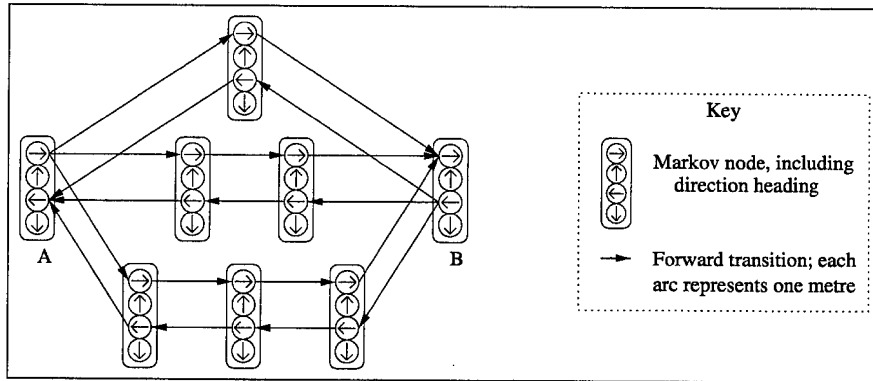 Key
Markov node, including
direction heading
A
B
Forward transition; each
arc represents one metre